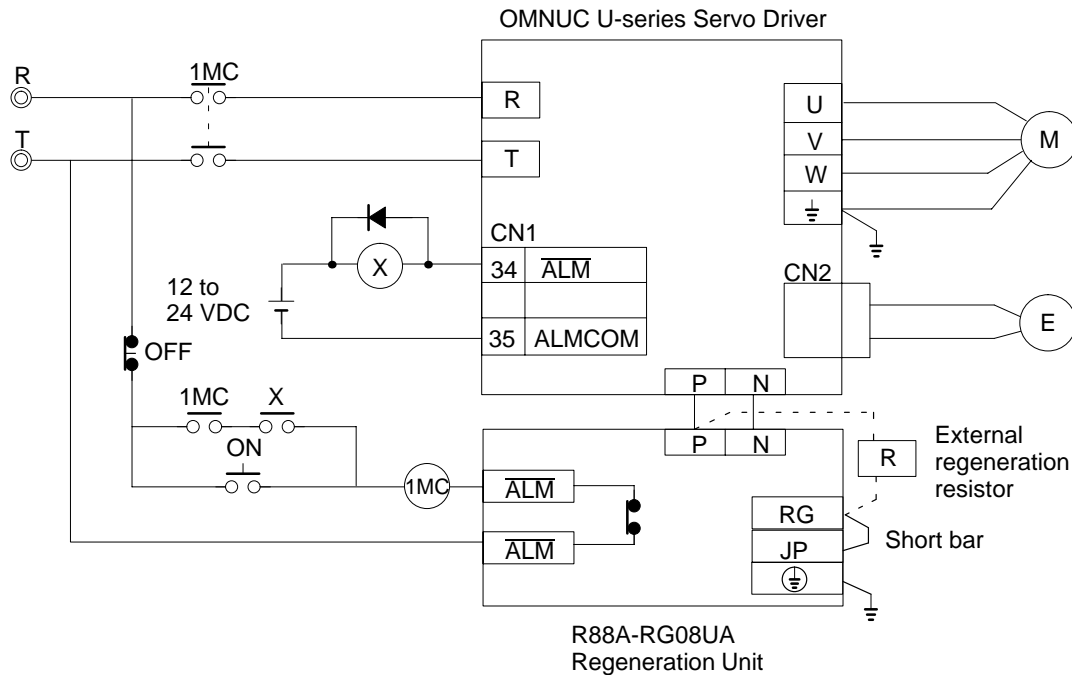 OMNUC U-series Servo Driver
R
1MC
R
U
T
V
M
T
W
CN1
X
34
ALM
CN2
12 to
24 VDC
35
ALMCOM
E
OFF
P
N
1MC
X
P
N
ON
R
External
regeneration
resistor
1MC
ALM
RG
JP
Short bar
ALM
R88A-RG08UA
Regeneration Unit